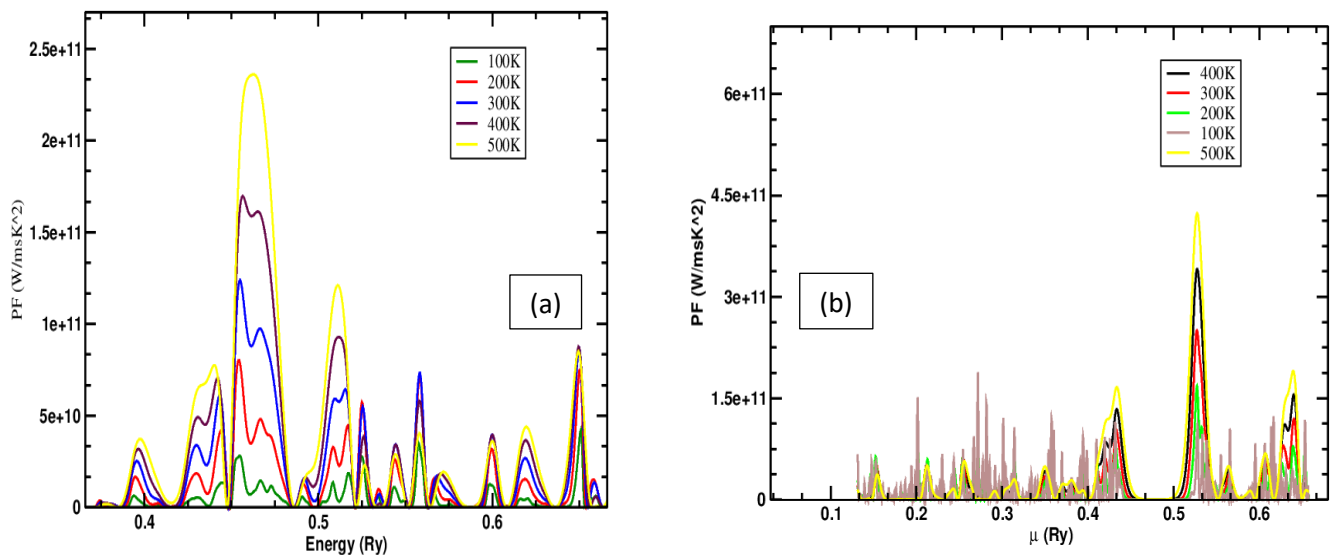 2.5e+11
2e+11
1.5e+11
1e+11
5e+10
0
PF (W/msK^2)
100K
200K
300K
400K
500K
(a)
0.4
0.5
0.6
Energy (Ry)
6e+11
4.5e+11
3e+11
1.5e+11
0
PF (W/msK^2)
400K
300K
200K
100K
500K
(b)
0.1
0.2
0.3
0.4
0.5
0.6
μ (Ry)